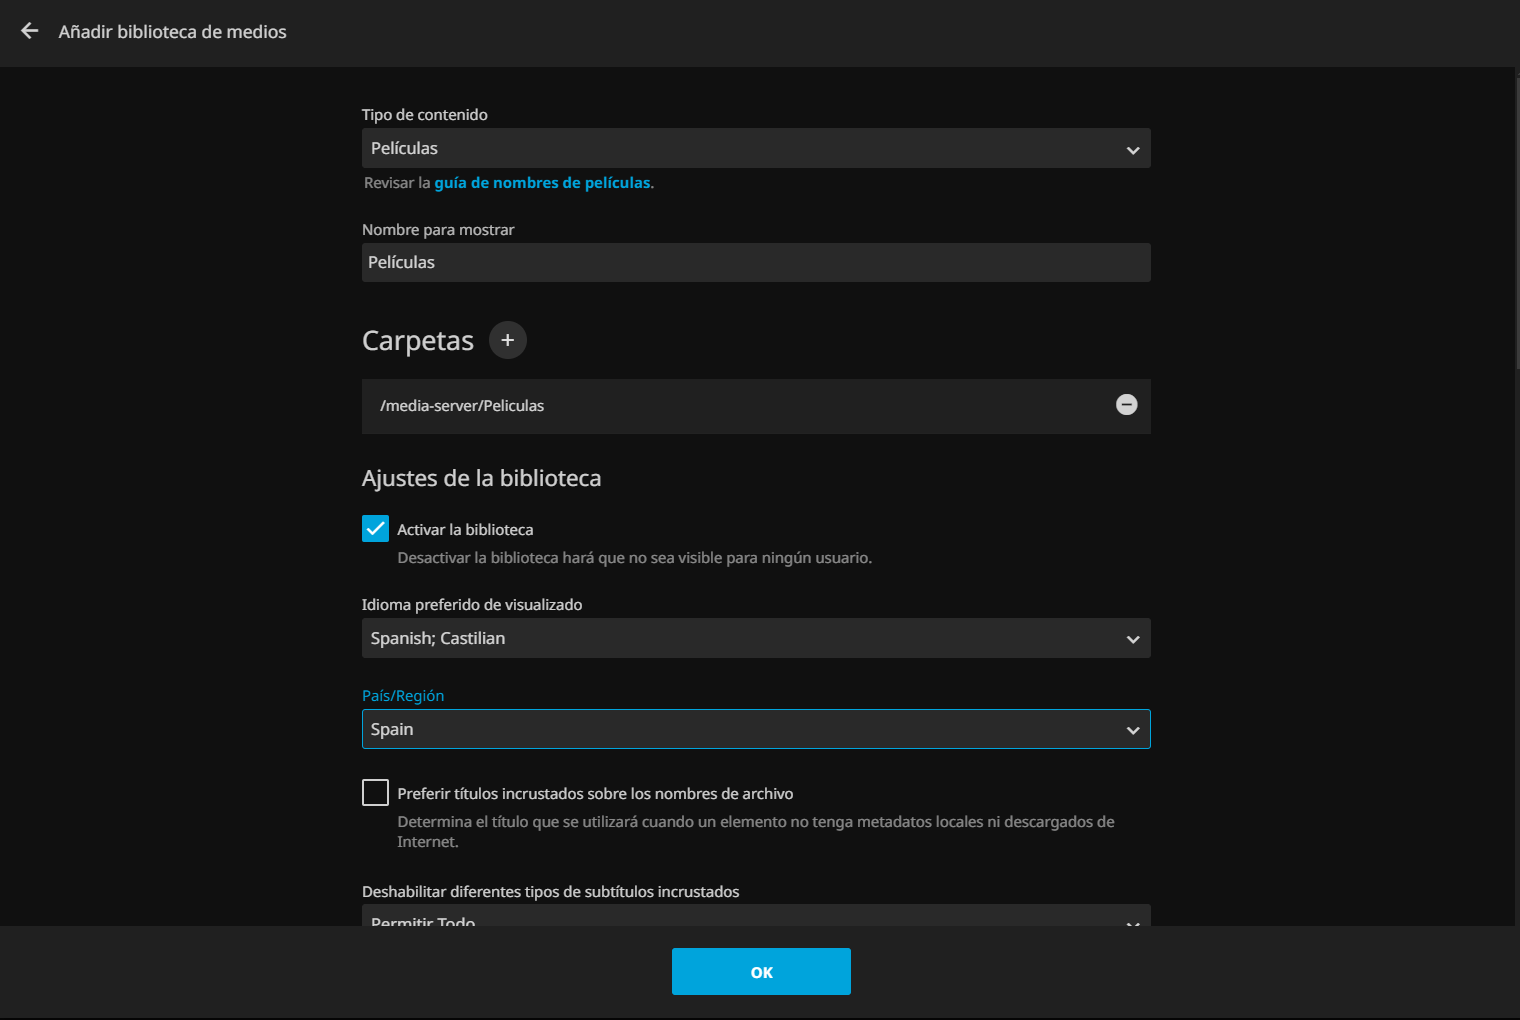 Añadir biblioteca de medios
Tipo de contenido
Películas
Revisar la guía de nombres de películas.
Nombre para mostrar
Películas
Carpetas
/media-server/Peliculas
Ajustes de la biblioteca
Activar la biblioteca
Desactivar la biblioteca hará que no sea visible para ningún usuario.
Idioma preferido de visualizado
Spanish; Castilian
País/Región
Spain
Preferir títulos incrustados sobre los nombres de archivo
Determina el título que se utilizará cuando un elemento no tenga metadatos locales ni descargados de
Internet.
Deshabilitar diferentes tipos de subtítulos incrustados
Permitir Todo
OK